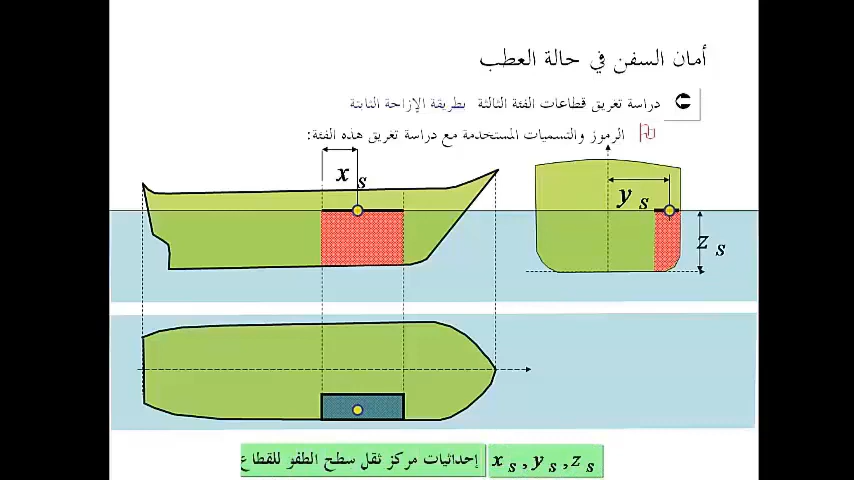 أمان السفن في حالة العطب
دراسة تغريق قطاعات الفئة الثالثة بطريقة الإزاحة الثابتة
الرموز والتسميات المستخدمة مع دراسة تغريق هذه الفئة:
x s
y s
z s
إحداثيات مركز ثقل سطح الطفو للقطاع x s , y s , z s